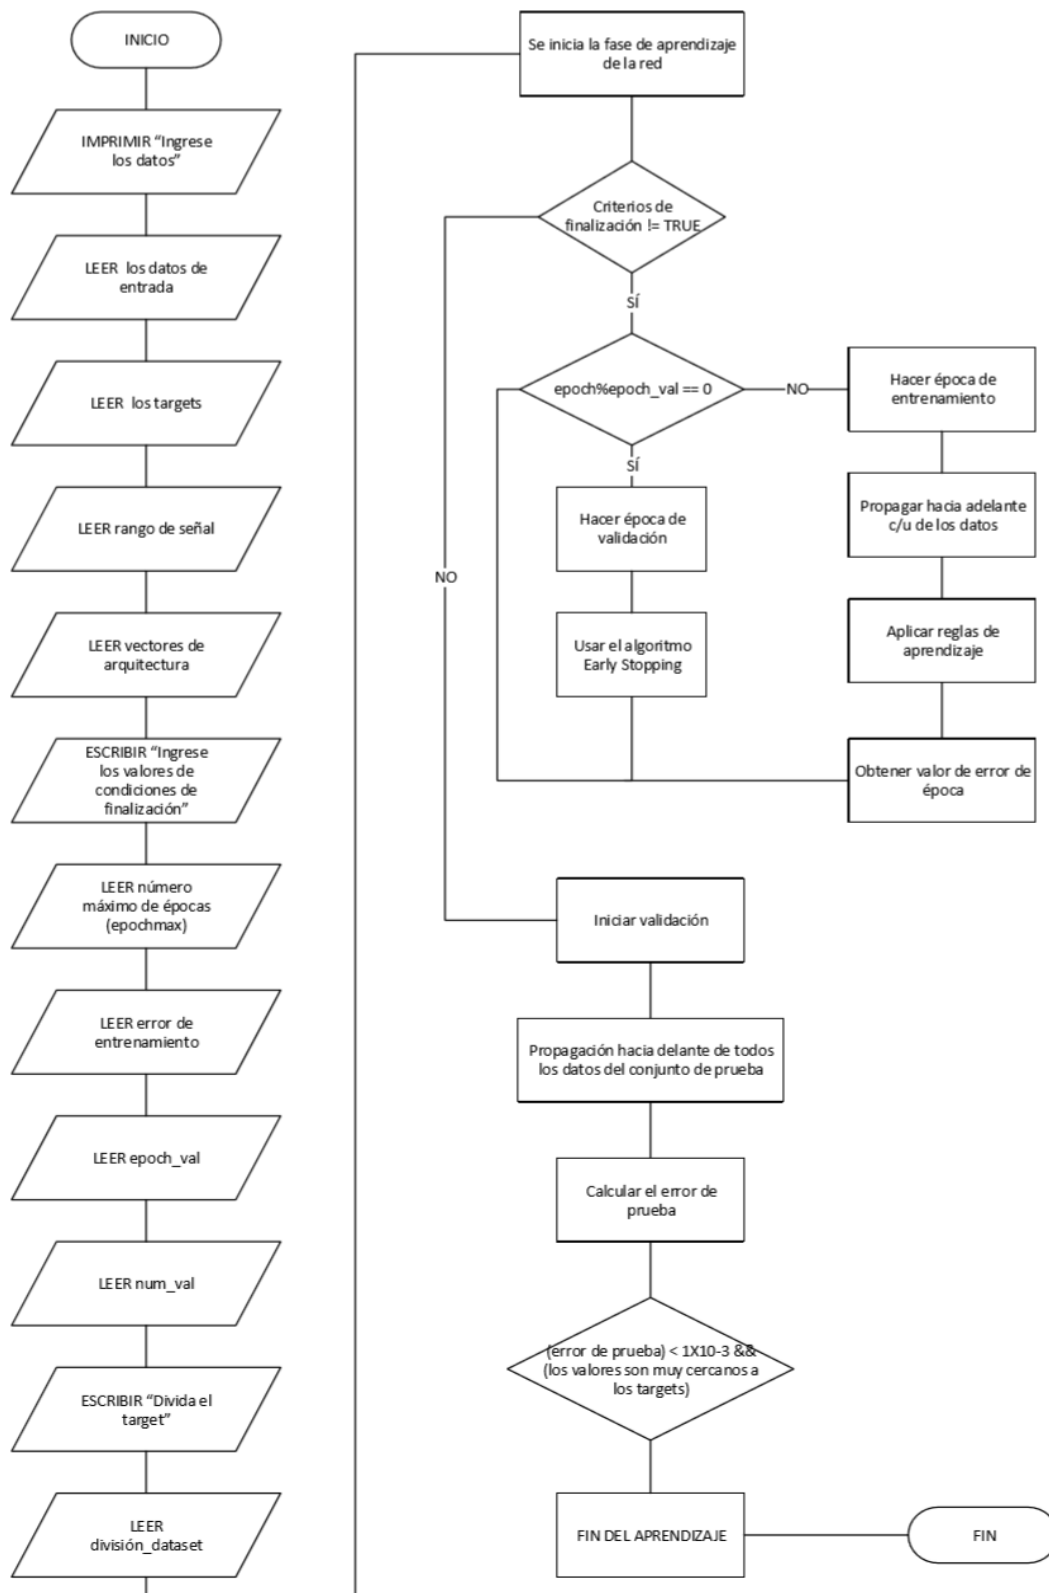 INICIO
IMPRIMIR “Ingrese
los datos”
LEER los datos de
entrada
LEER los targets
LEER rango de señal
LEER vectores de
arquitectura
ESCRIBIR “Ingrese
los valores de
condiciones de
finalización”
LEER número
máximo de épocas
(epochmax)
LEER error de
entrenamiento
LEER epoch_val
LEER num_val
ESCRIBIR “Divida el
target”
LEER
división_dataset
Se inicia la fase de aprendizaje
de la red
Criterios de
finalización != TRUE
SÍ
NO
epoch%epoch_val == 0
NO
SÍ
Hacer época de
validación
Usar el algoritmo
Early Stopping
Hacer época de
entrenamiento
Propagar hacia adelante
c/u de los datos
Aplicar reglas de
aprendizaje
Obtener valor de error de
época
Iniciar validación
Propagación hacia delante de todos
los datos del conjunto de prueba
Calcular el error de
prueba
(error de prueba) < 1X10-3 &&
(los valores son muy cercanos a
los targets)
FIN DEL APRENDIZAJE
FIN